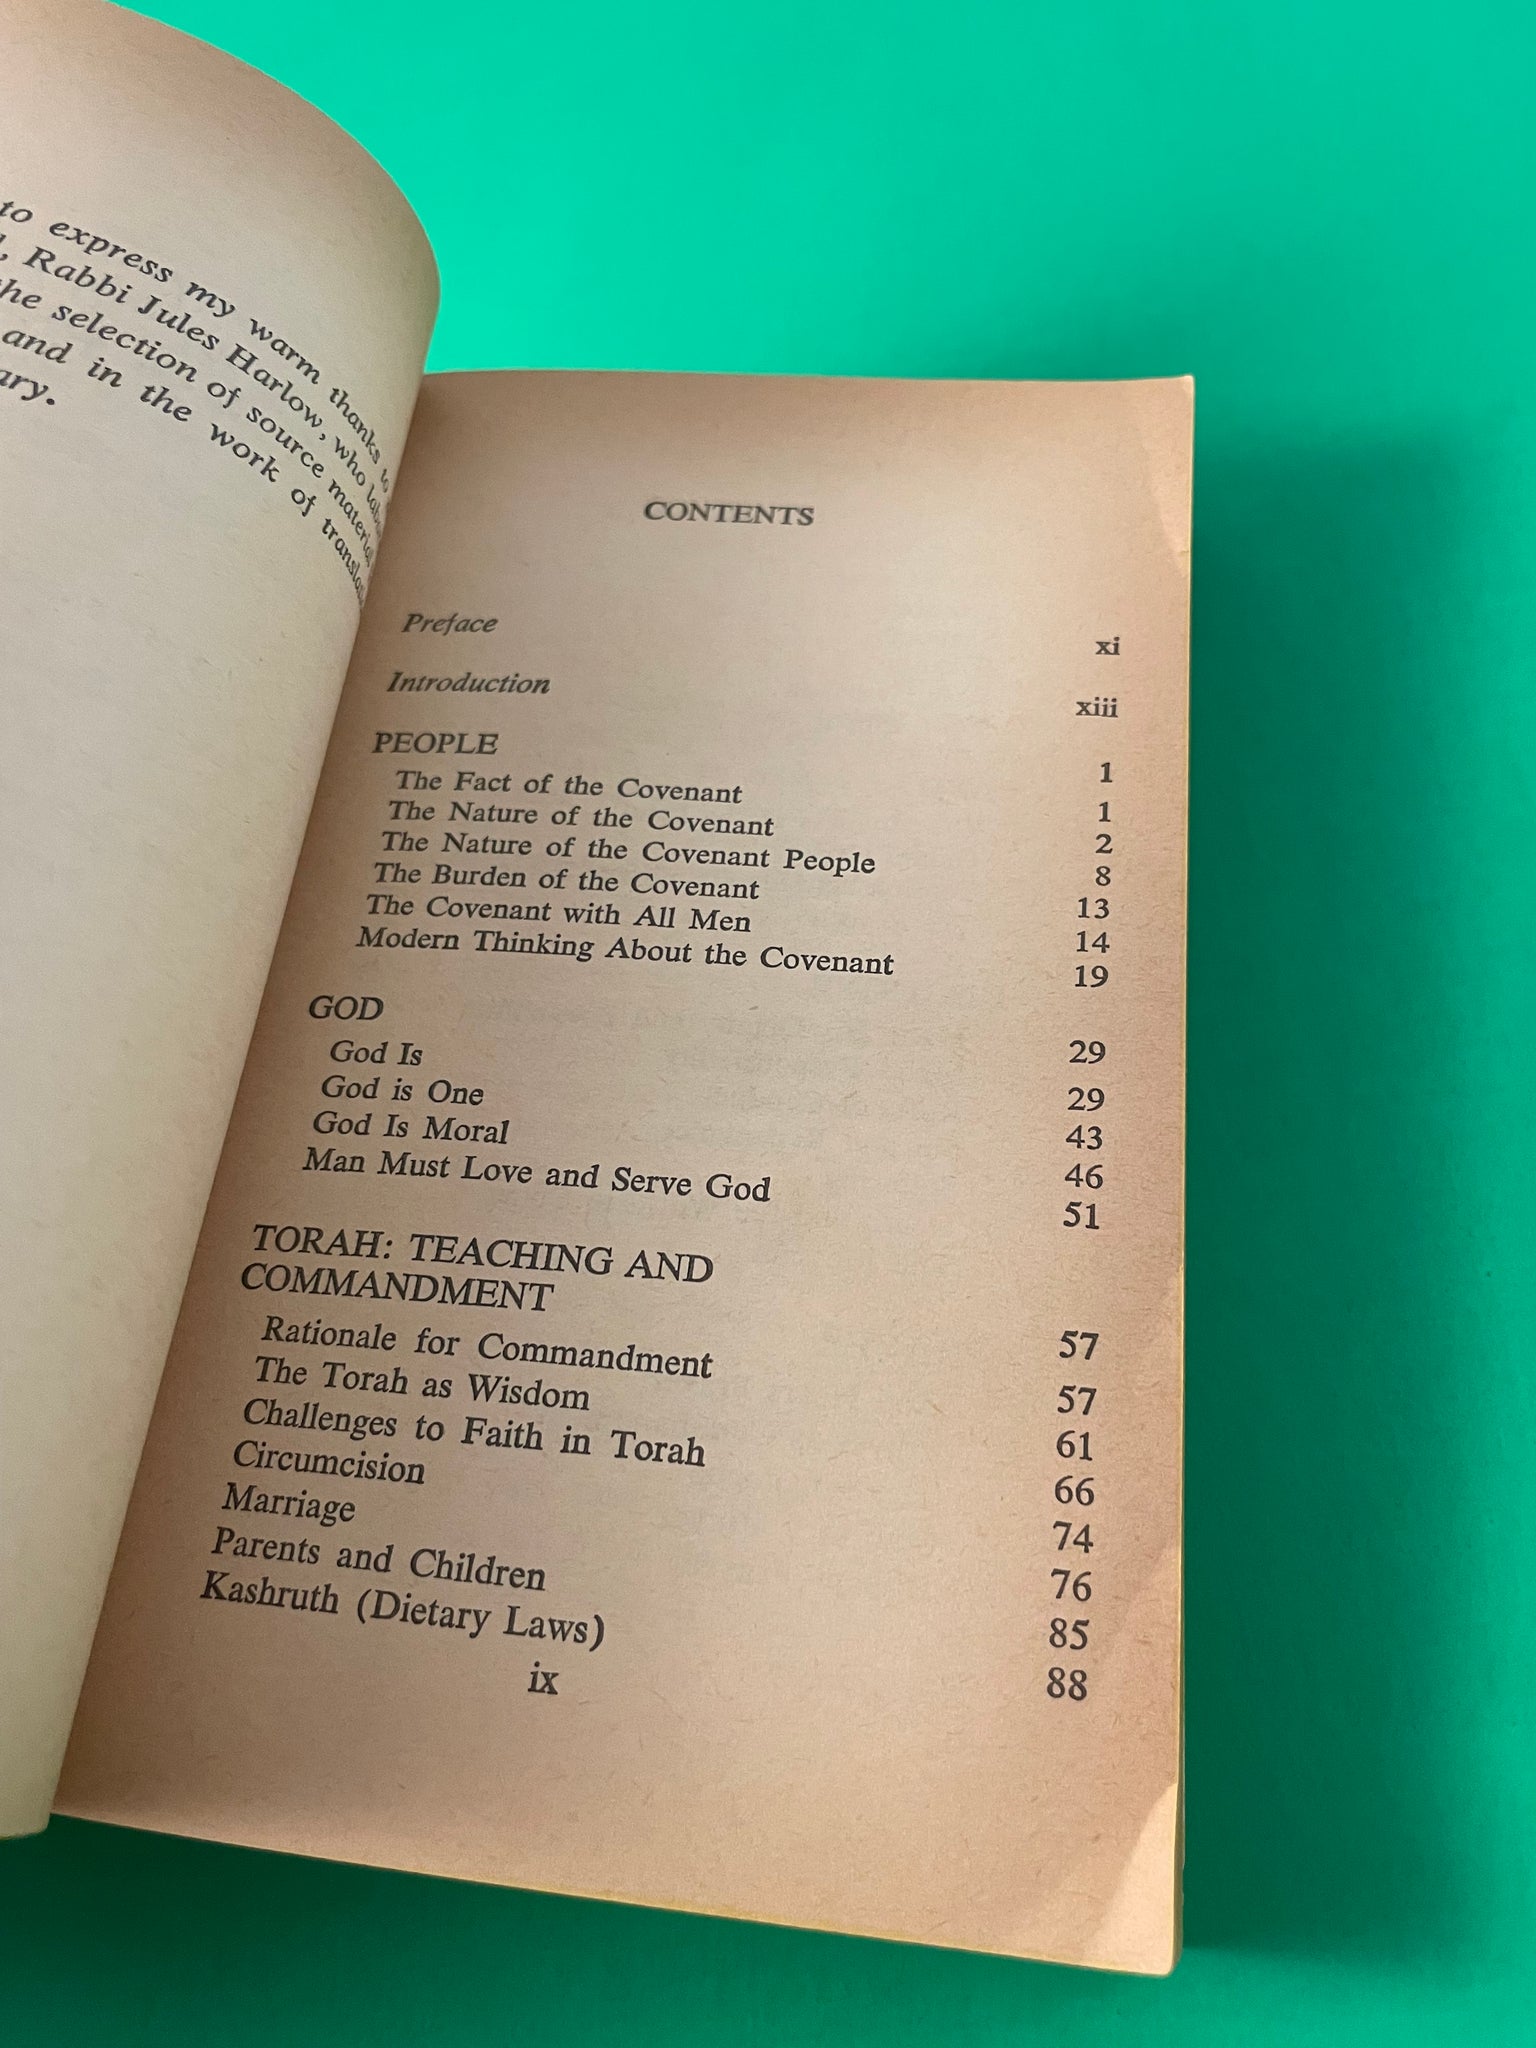 to express my warm thanks to
Rabbi Jules Harlow, who
the selection of source material
and in the work of
CONTENTS
Preface xi
Introduction xiii
PEOPLE 1
The Fact of the Covenant 1
The Nature of the Covenant 2
The Nature of the Covenant People 8
The Burden of the Covenant 13
The Covenant with All Men 14
Modern Thinking About the Covenant 19
GOD 29
God Is 29
God is One 43
God Is Moral 46
Man Must Love and Serve God 51
TORAH: TEACHING AND
COMMANDMENT 57
Rationale for Commandment 57
The Torah as Wisdom 61
Challenges to Faith in Torah 66
Circumcision 74
Marriage 76
Parents and Children 85
Kashruth (Dietary Laws) 88
ix